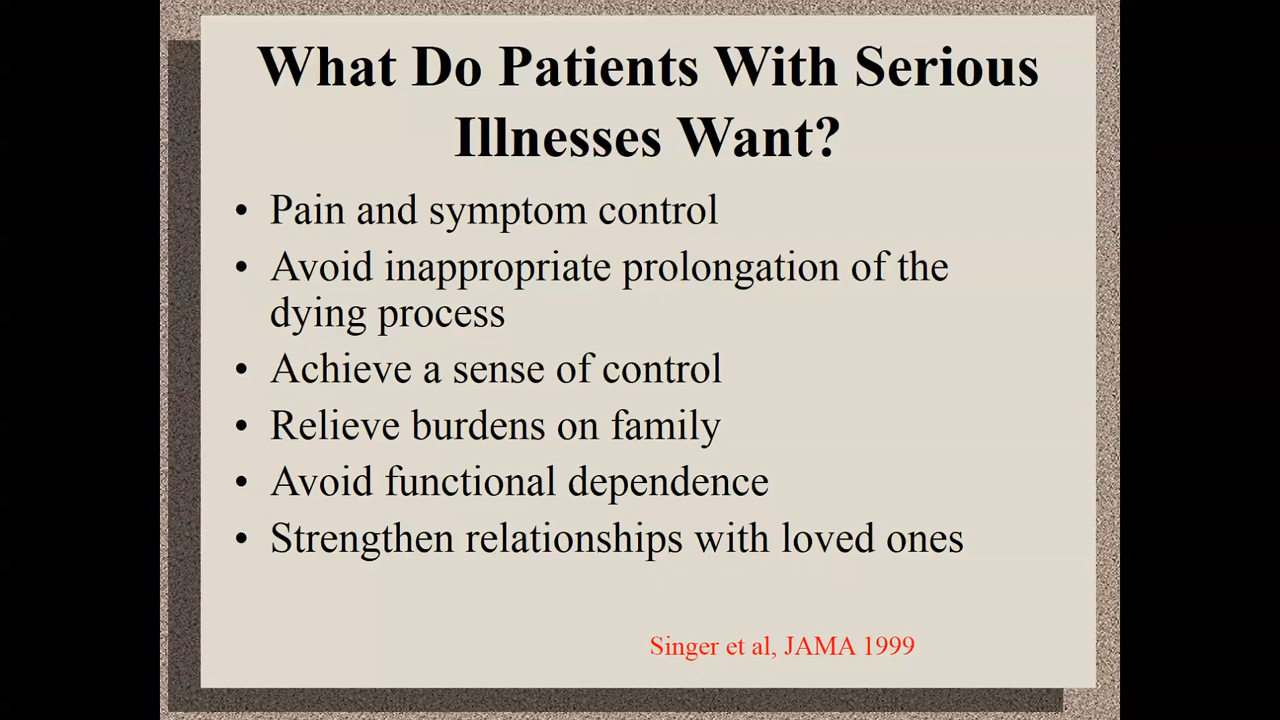 What Do Patients With Serious
Illnesses Want?
• Pain and symptom control
• Avoid inappropriate prolongation of the
dying process
• Achieve a sense of control
• Relieve burdens on family
• Avoid functional dependence
• Strengthen relationships with loved ones
Singer et al, JAMA 1999